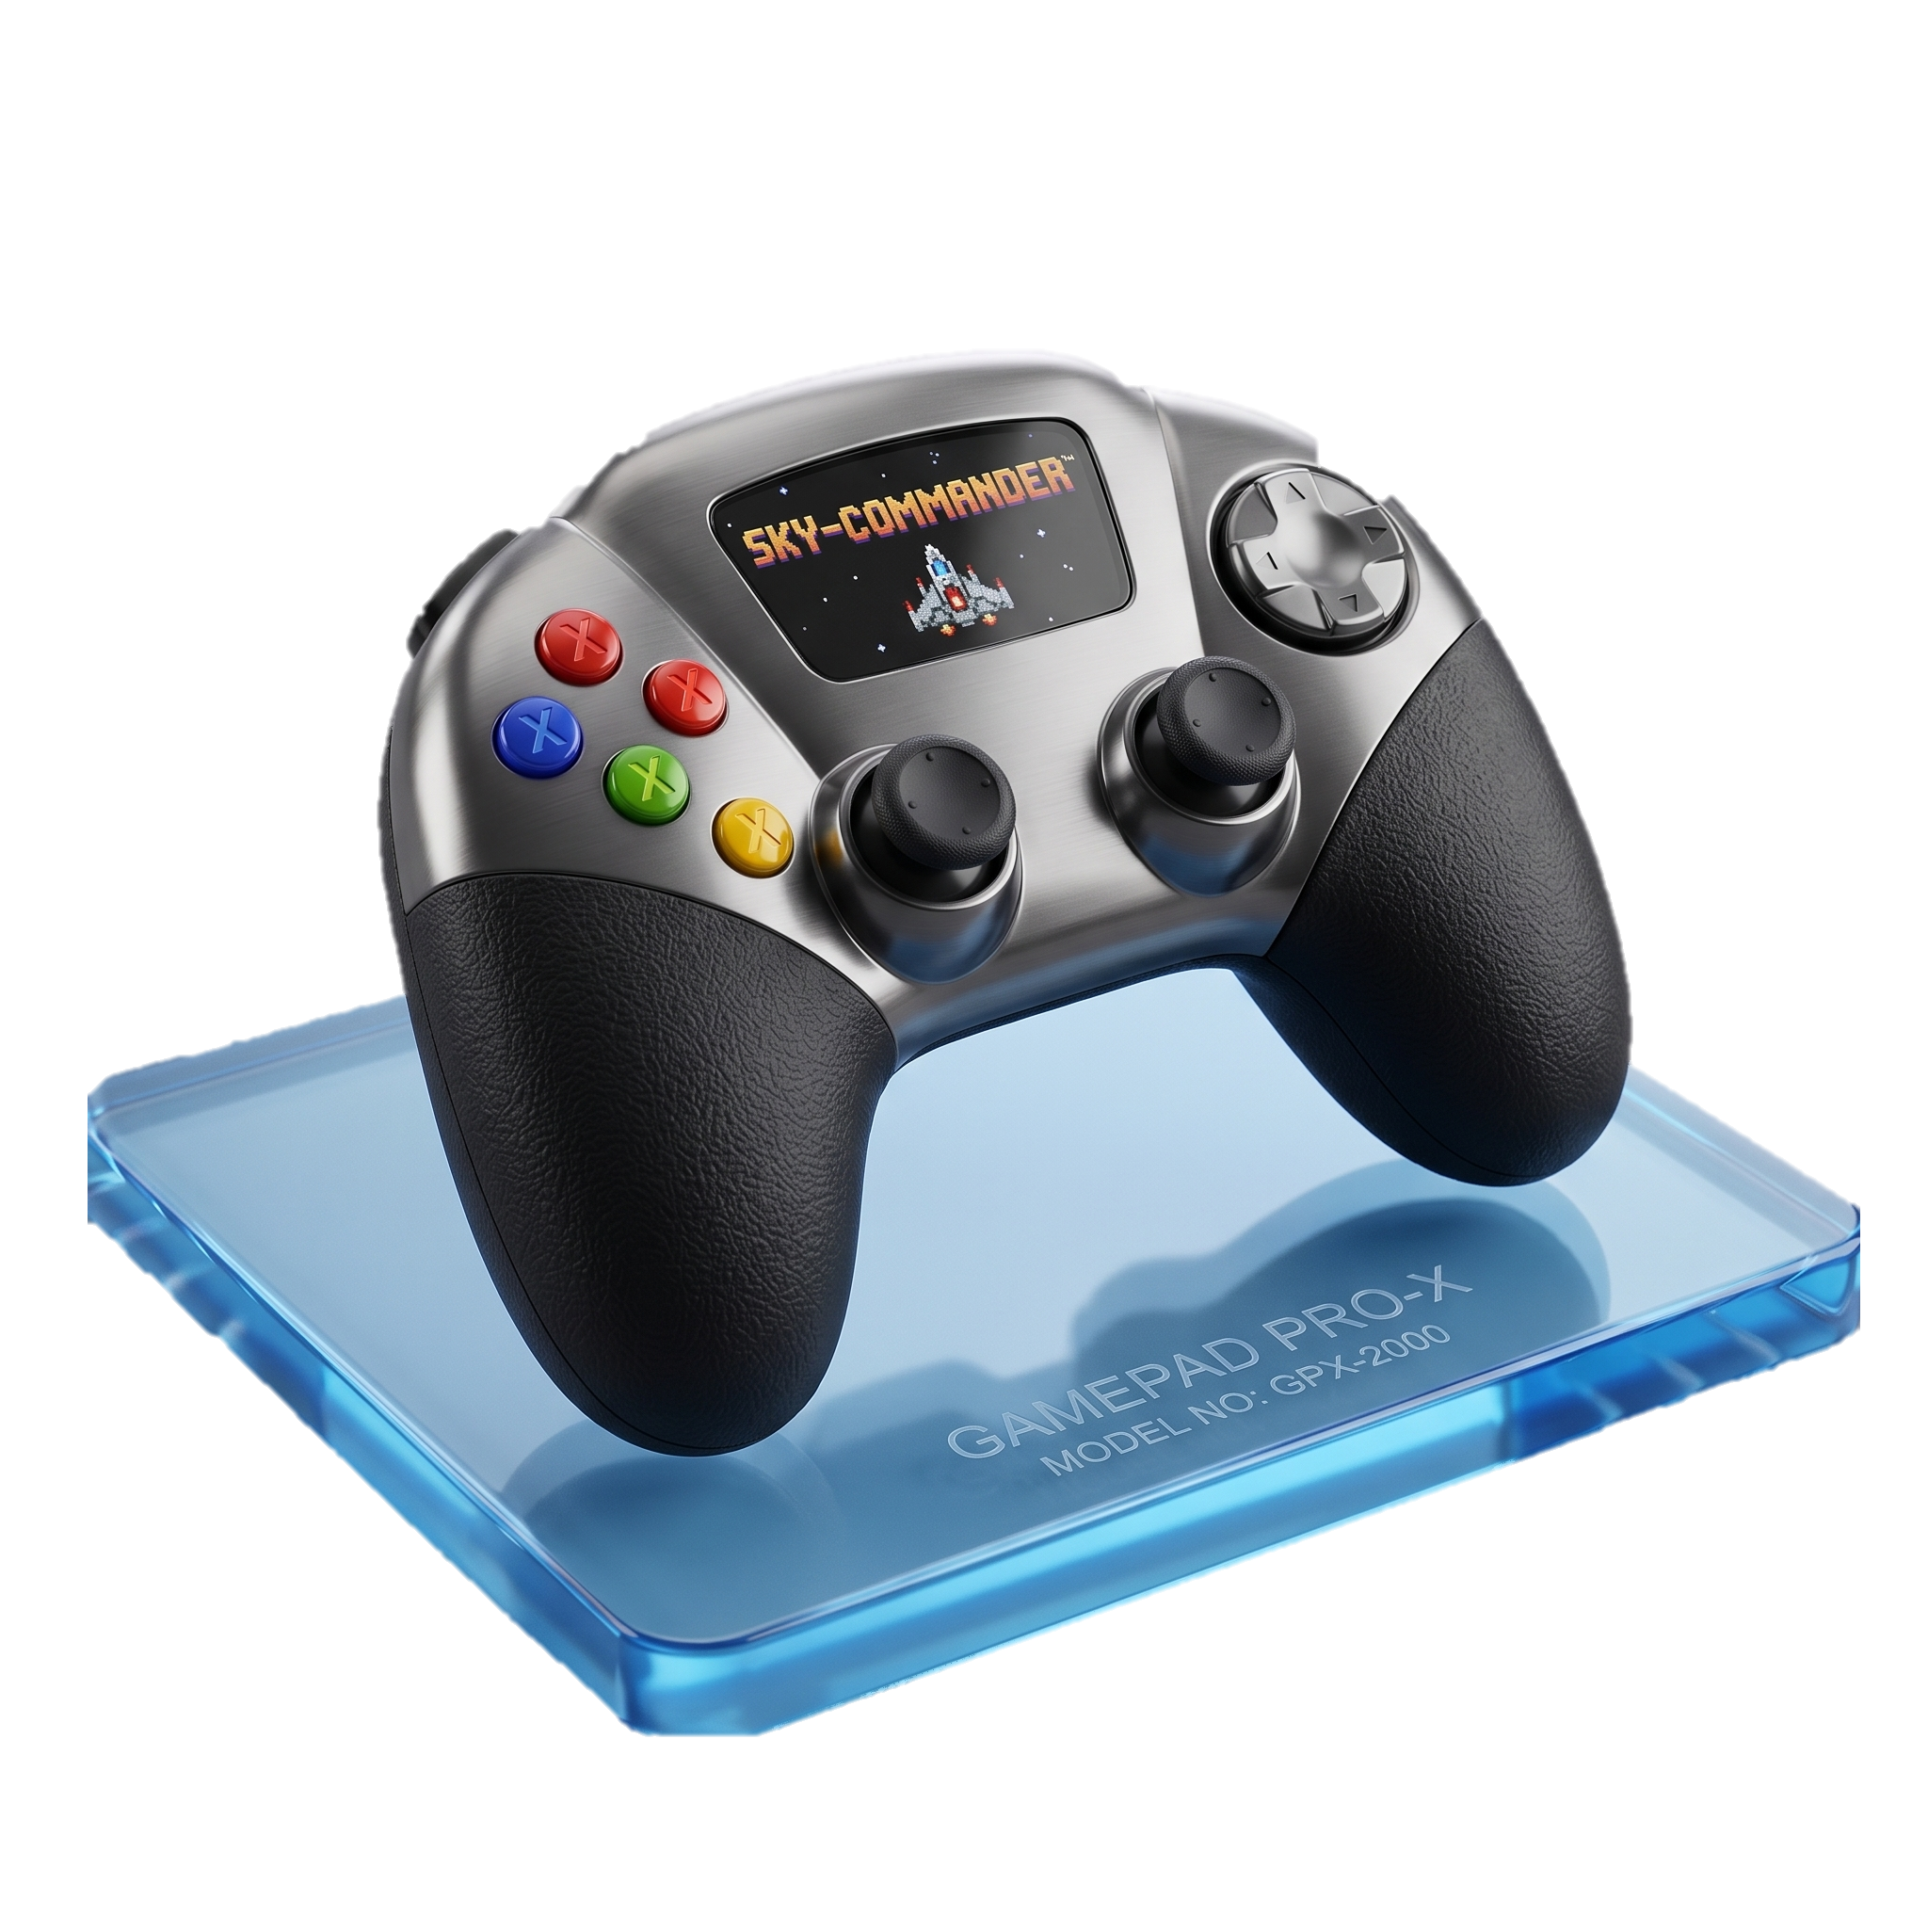 SKY-COMMANDER™
X
X
X
X
X
GAMEPAD PRO-X
MODEL NO: GPX-2000